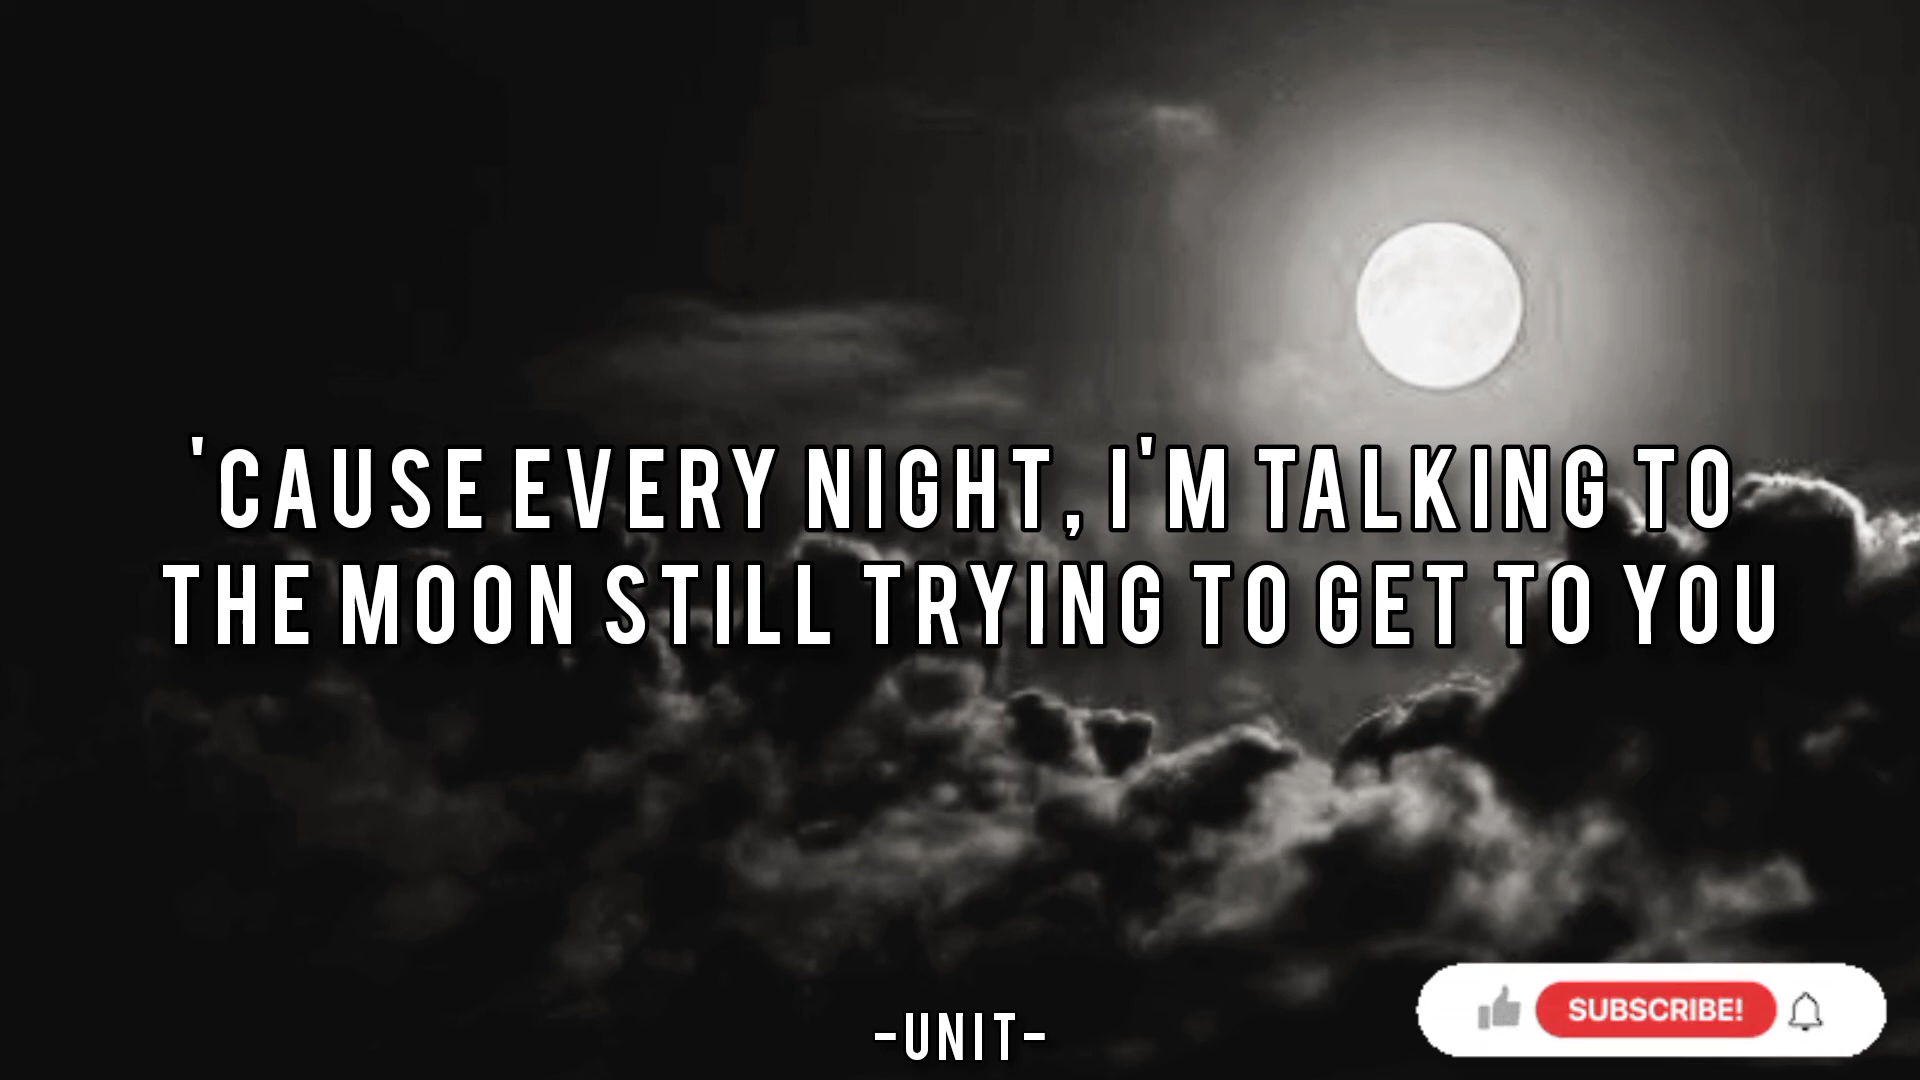 'CAUSE EVERY NIGHT, I'M TALKING TO
THE MOON STILL TRYING TO GET TO YOU
-UNIT-
SUBSCRIBE!